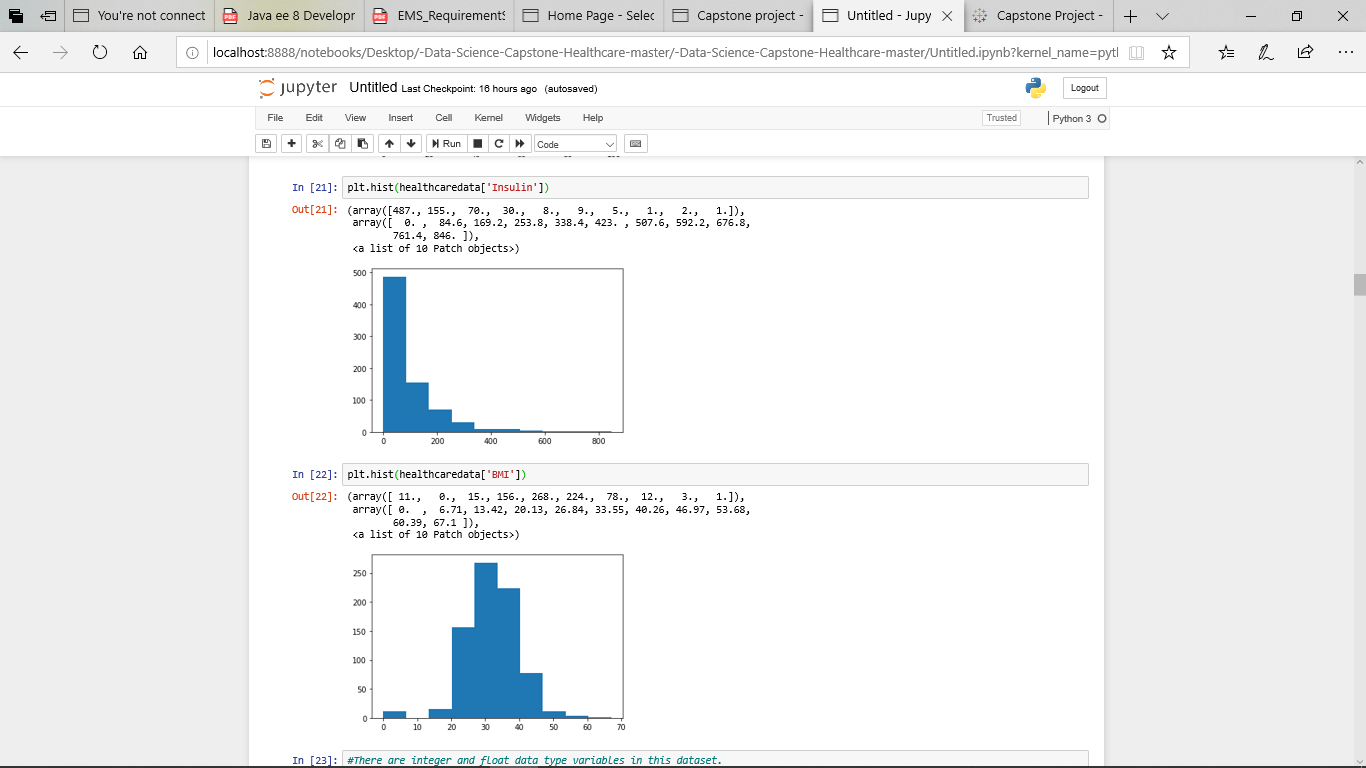 You're not connect
Java ee 8 Developr
EMS_Requirements
Home Page - Selec
Capstone project -
Untitled - Jupy
Capstone Project -
localhost:8888/notebooks/Desktop/-Data-Science-Capstone-Healthcare-master/-Data-Science-Capstone-Healthcare-master/Untitled.ipynb?kernel_name=pytl
jupyter Untitled Last Checkpoint: 16 hours ago (autosaved)
Logout
File Edit View Insert Cell Kernel Widgets Help
Trusted
Python 3
Run
Code
In [21]: plt.hist(healthcaredata['Insulin'])
Out[21]: (array([487., 155., 70., 30., 8., 9., 5., 1., 2., 1.]),
array([ 0. , 84.6, 169.2, 253.8, 338.4, 423. , 507.6, 592.2, 676.8,
761.4, 846. ]),
<a list of 10 Patch objects>)
500
400
300
200
100
0
0 200 400 600 800
In [22]: plt.hist(healthcaredata['BMI'])
Out[22]: (array([ 11., 0., 15., 156., 268., 224., 78., 12., 3., 1.]),
array([ 0. , 6.71, 13.42, 20.13, 26.84, 33.55, 40.26, 46.97, 53.68,
60.39, 67.1 ]),
<a list of 10 Patch objects>)
250
200
150
100
50
0
0 10 20 30 40 50 60 70
In [23]: #There are integer and float data type variables in this dataset.